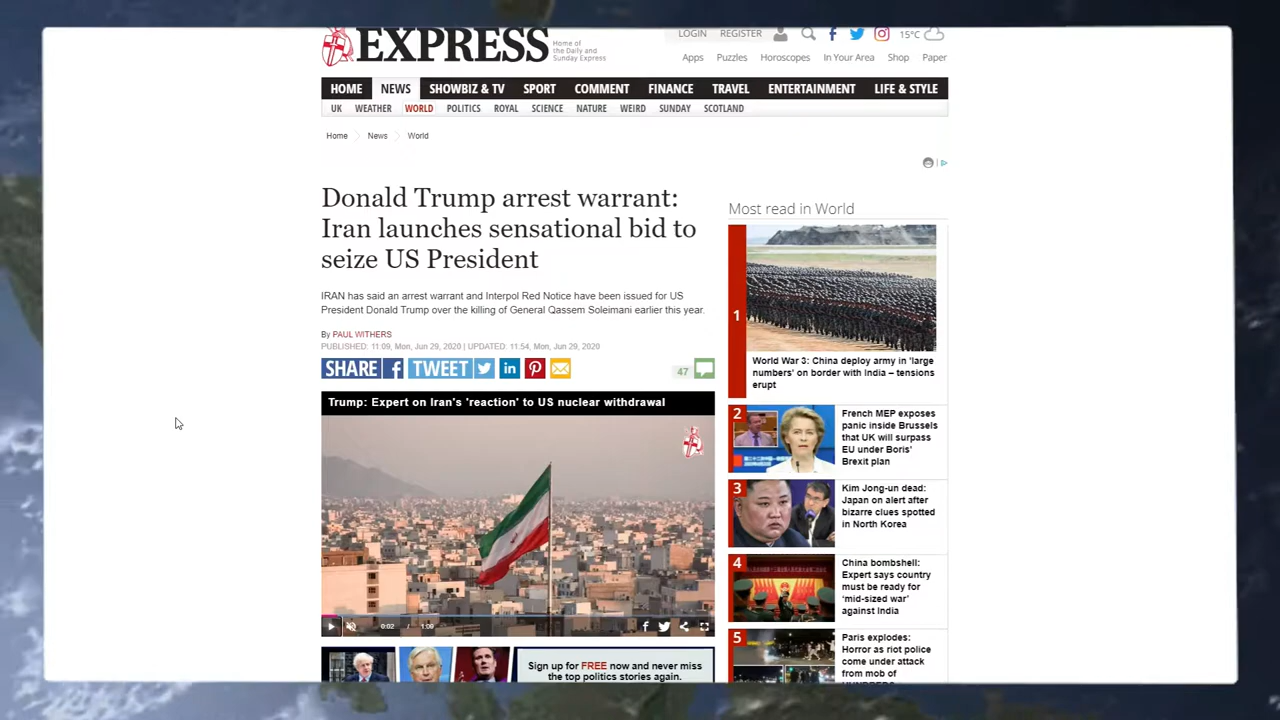 EXPRESS
Home of
the Daily and
Sunday Express
LOGIN REGISTER 15°C
Apps Puzzles Horoscopes In Your Area Shop Paper
HOME NEWS SHOWBIZ & TV SPORT COMMENT FINANCE TRAVEL ENTERTAINMENT LIFE & STYLE
UK WEATHER WORLD POLITICS ROYAL SCIENCE NATURE WEIRD SUNDAY SCOTLAND
Home News World
Donald Trump arrest warrant:
Iran launches sensational bid to
seize US President
IRAN has said an arrest warrant and Interpol Red Notice have been issued for US
President Donald Trump over the killing of General Qassem Soleimani earlier this year.
By PAUL WITHERS
PUBLISHED: 11:09, Mon, Jun 29, 2020 | UPDATED: 11:54, Mon, Jun 29, 2020
SHARE f TWEET in 47
Trump: Expert on Iran's 'reaction' to US nuclear withdrawal
0:02 / 1:09
Sign up for FREE now and never miss
the top politics stories again.
Most read in World
1
World War 3: China deploy army in 'large
numbers' on border with India – tensions
erupt
2
French MEP exposes
panic inside Brussels
that UK will surpass
EU under Boris'
Brexit plan
3
Kim Jong-un dead:
Japan on alert after
bizarre clues spotted
in North Korea
4
China bombshell:
Expert says country
must be ready for
'mid-sized war'
against India
5
Paris explodes:
Horror as riot police
come under attack
from mob of